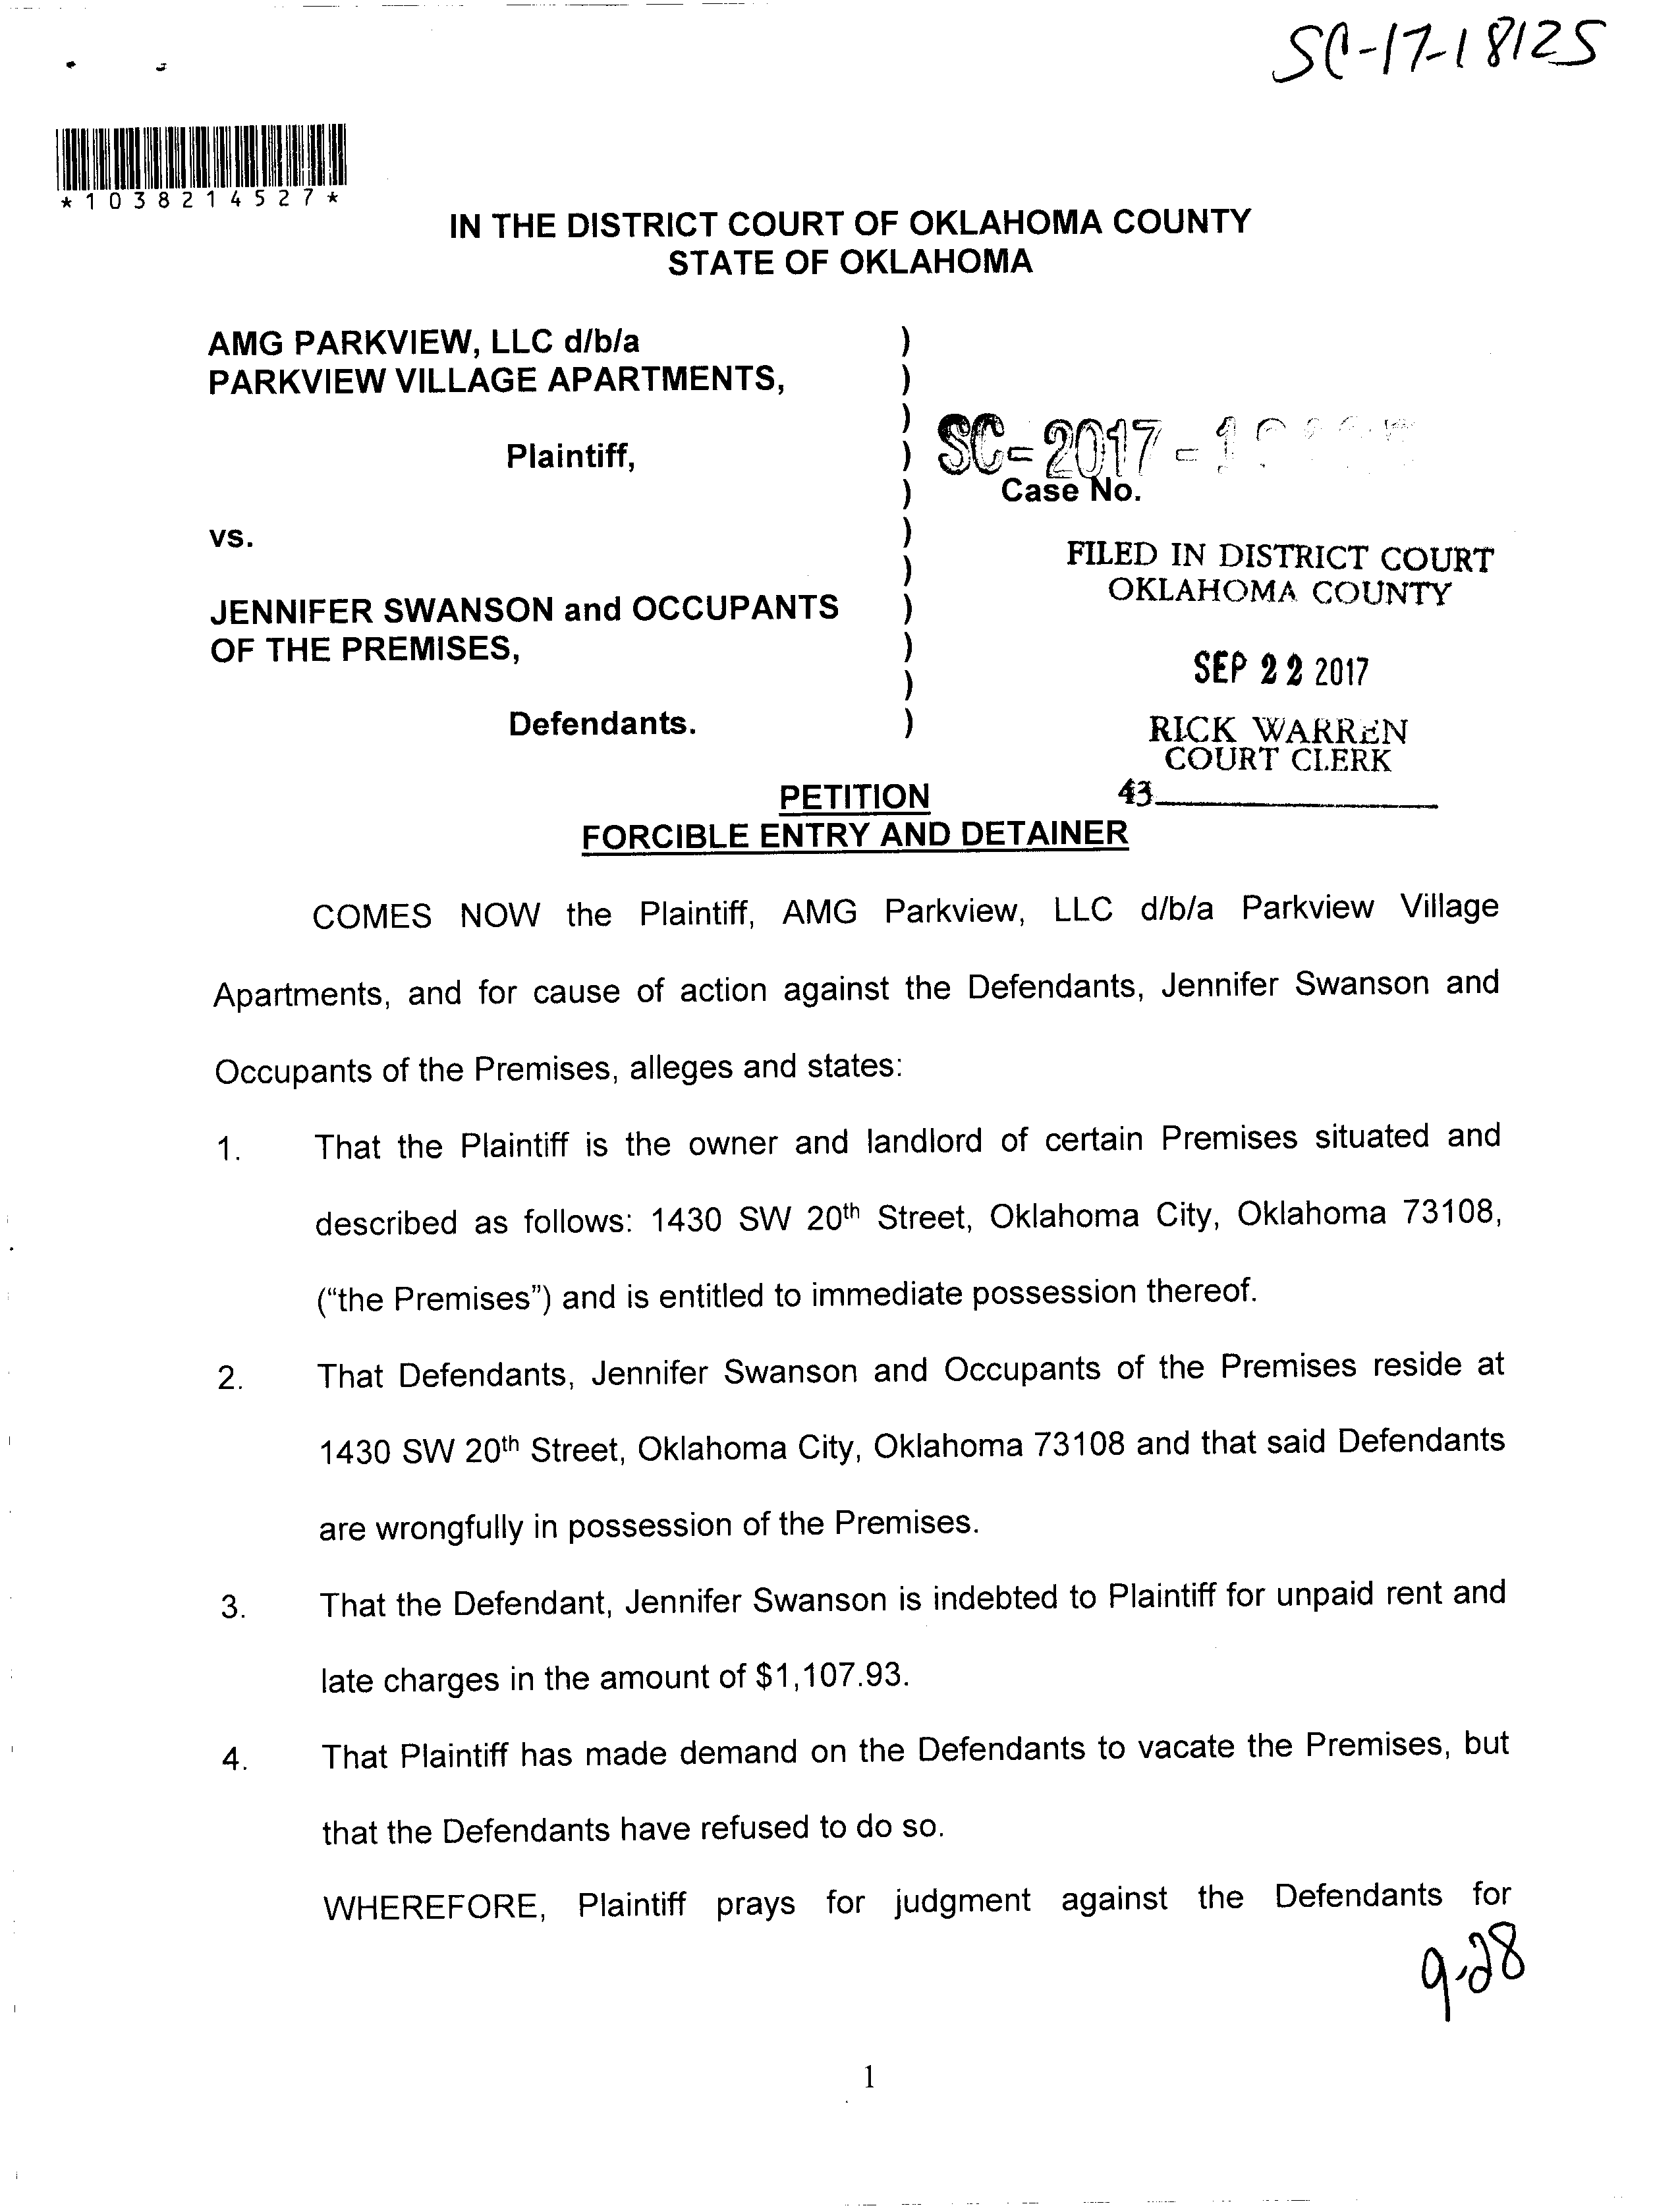 SC-17-18125
*1038214527*
IN THE DISTRICT COURT OF OKLAHOMA COUNTY
STATE OF OKLAHOMA
AMG PARKVIEW, LLC d/b/a )
PARKVIEW VILLAGE APARTMENTS, )
)
Plaintiff, ) SC-2017-1
) Case No.
vs. )
) FILED IN DISTRICT COURT
OKLAHOMA COUNTY
JENNIFER SWANSON and OCCUPANTS )
OF THE PREMISES, )
SEP 22 2017
)
Defendants. ) RICK WARREN
COURT CLERK
PETITION 43
FORCIBLE ENTRY AND DETAINER
COMES NOW the Plaintiff, AMG Parkview, LLC d/b/a Parkview Village
Apartments, and for cause of action against the Defendants, Jennifer Swanson and
Occupants of the Premises, alleges and states:
1. That the Plaintiff is the owner and landlord of certain Premises situated and
described as follows: 1430 SW 20th Street, Oklahoma City, Oklahoma 73108,
(“the Premises”) and is entitled to immediate possession thereof.
2. That Defendants, Jennifer Swanson and Occupants of the Premises reside at
1430 SW 20th Street, Oklahoma City, Oklahoma 73108 and that said Defendants
are wrongfully in possession of the Premises.
3. That the Defendant, Jennifer Swanson is indebted to Plaintiff for unpaid rent and
late charges in the amount of $1,107.93.
4. That Plaintiff has made demand on the Defendants to vacate the Premises, but
that the Defendants have refused to do so.
WHEREFORE, Plaintiff prays for judgment against the Defendants for
9-28
1